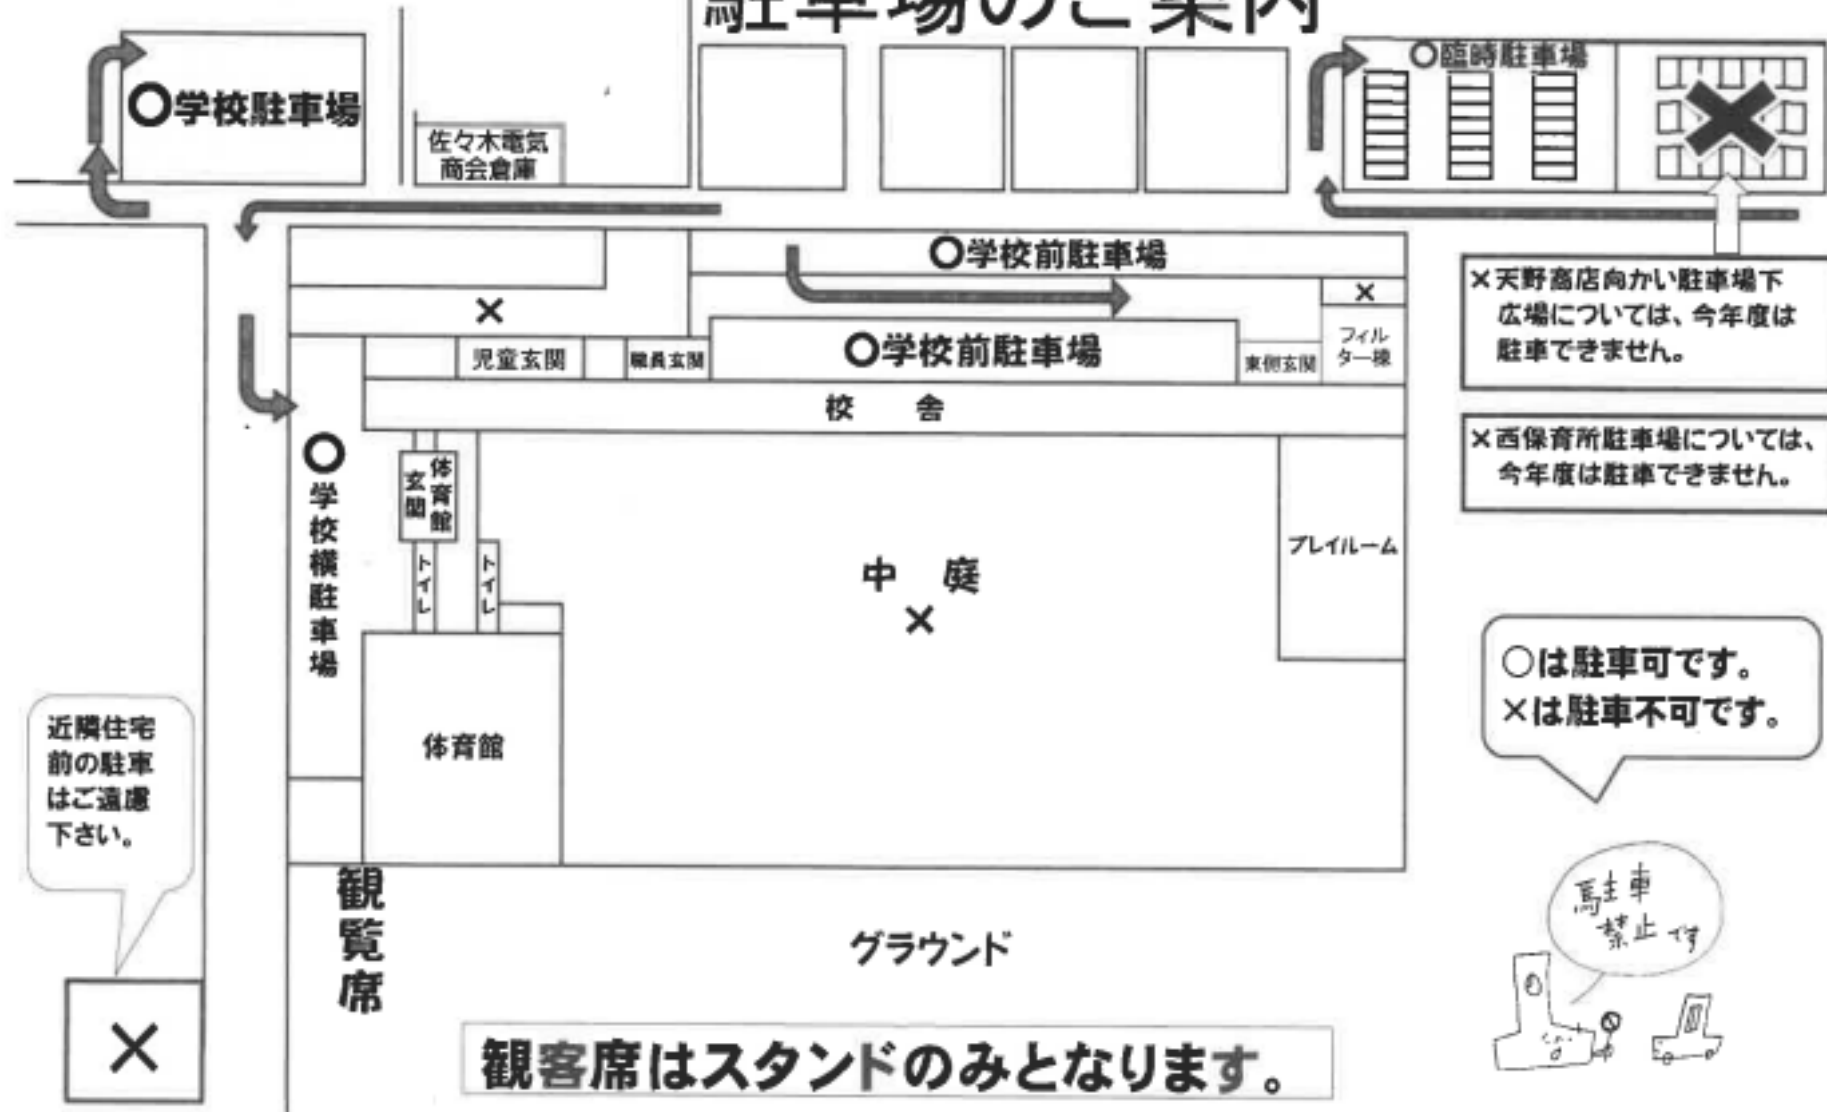 駐車場のご案内
〇学校駐車場
佐々木電気
商会倉庫
〇臨時駐車場
〇学校前駐車場
×
×
×天野商店向かい駐車場下
広場については、今年度は
駐車できません。
児童玄関
職員玄関
〇学校前駐車場
東側玄関
フィル
ター棟
校 舎
×西保育所駐車場については、
今年度は駐車できません。
〇学校横駐車場
体育館
玄関
トイレ
トイレ
中 庭
×
プレイルーム
〇は駐車可です。
×は駐車不可です。
近隣住宅
前の駐車
はご遠慮
下さい。
×
体育館
観覧席
グラウンド
駐車
禁止です
観客席はスタンドのみとなります。